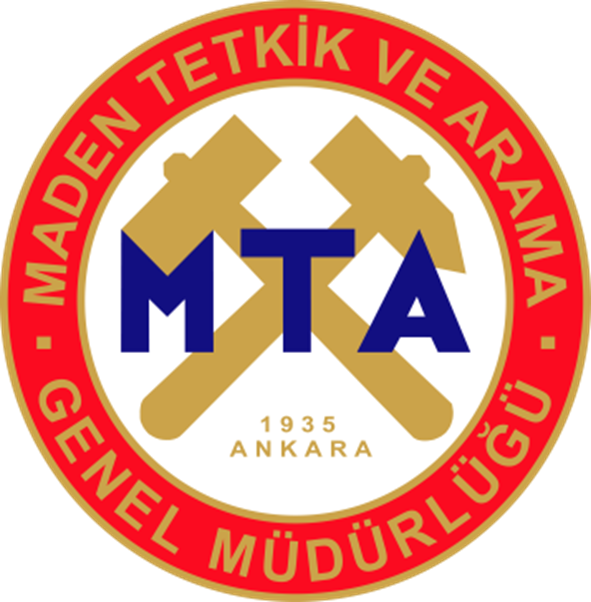 MADEN TETKİK VE ARAMA
MTA
1935
ANKARA
GENEL MÜDÜRLÜĞÜ